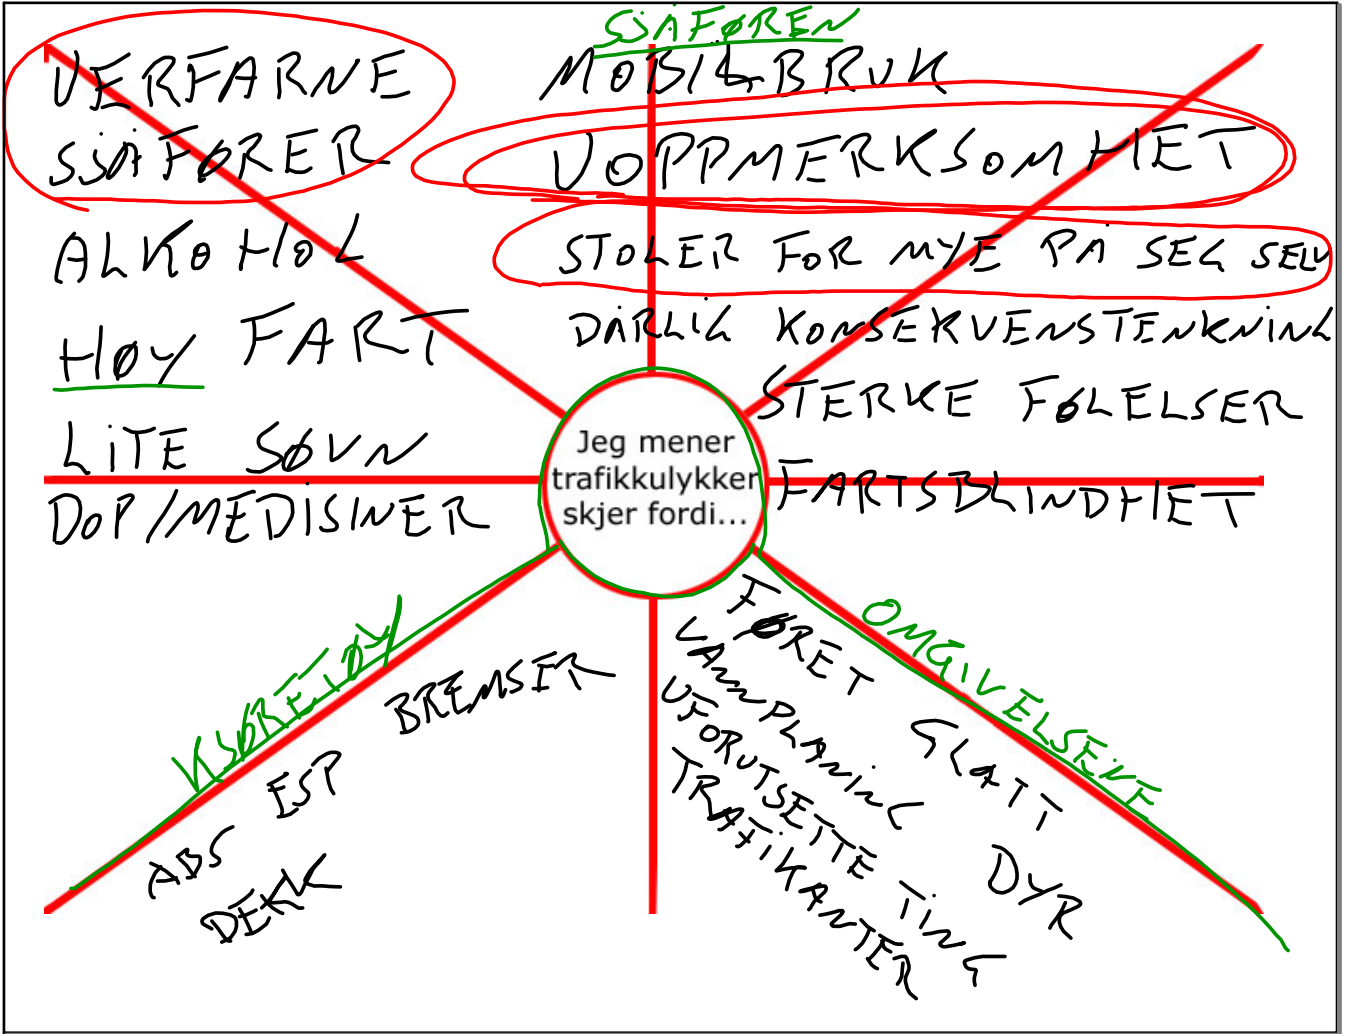 SJÅFØREN
UERFARNE
SJÅFØRER
ALKOHOL
HØY FART
LITE SØVN
DOP/MEDISINER
MOBILBRUK
UOPPMERKSOMHET
STOLER FOR MYE PÅ SEG SELV
DÅRLIG KONSEKVENSTENKNING
STERKE FØLELSER
FARTSBLINDHET
Jeg mener
trafikkulykker
skjer fordi...
KJØRETØY
BREMSER
ESP
ABS
DEKK
OMGIVELSENE
FØRET GLATT
VANNPLANING DYR
UFORUTSETTE TING
TRAFIKANTER